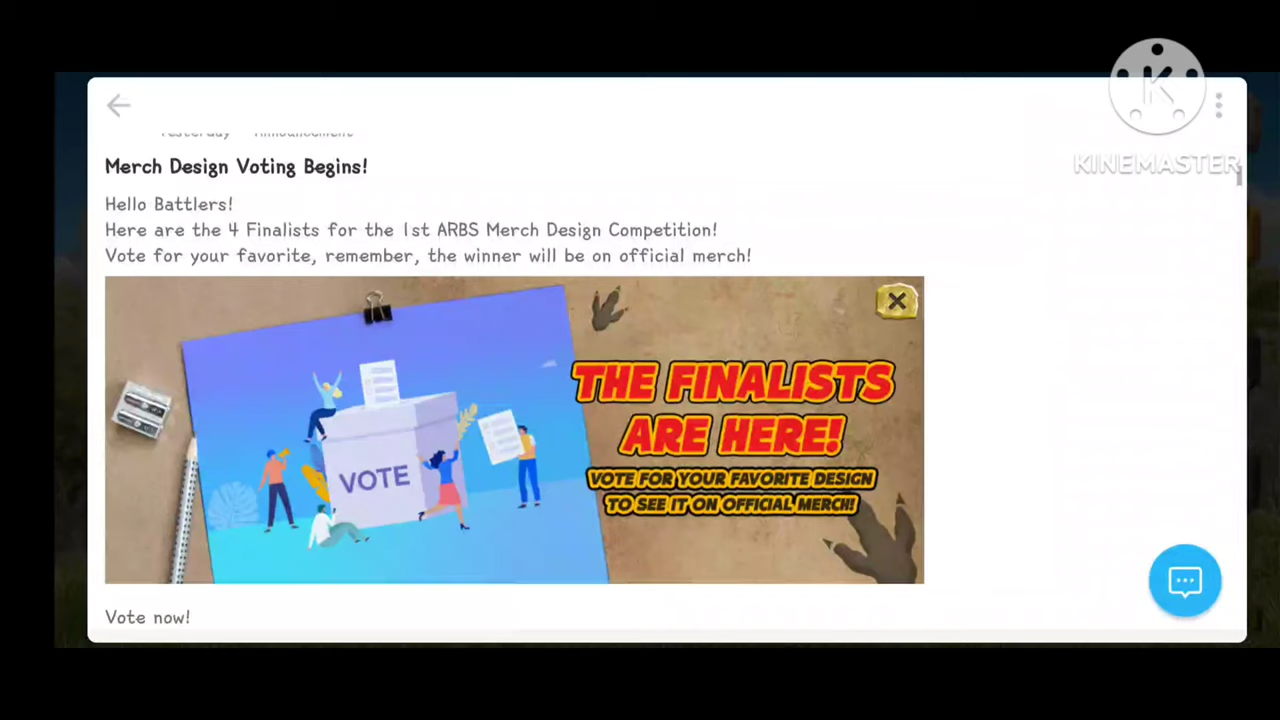 KINEMASTER
Yesterday Announcement
Merch Design Voting Begins!
Hello Battlers!
Here are the 4 Finalists for the 1st ARBS Merch Design Competition!
Vote for your favorite, remember, the winner will be on official merch!
VOTE
THE FINALISTS
ARE HERE!
VOTE FOR YOUR FAVORITE DESIGN
TO SEE IT ON OFFICIAL MERCH!
Vote now!